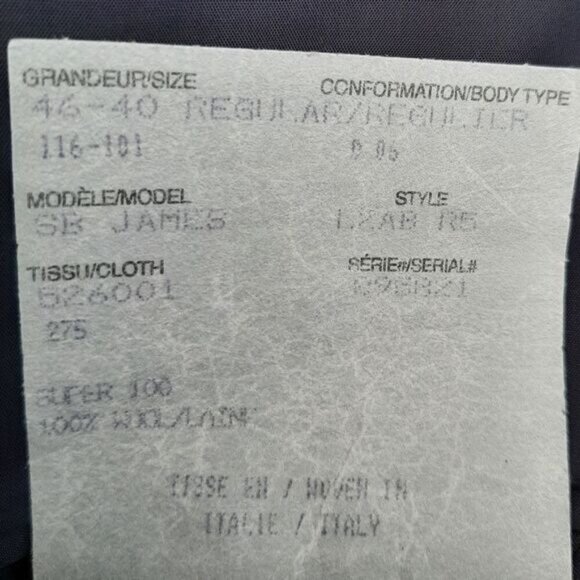 GRANDEUR/SIZE CONFORMATION/BODY TYPE
46-40 REGULAR/REGULIER
116-101 D 06
MODÈLE/MODEL STYLE
SB JAMES
TISSU/CLOTH SÉRIE#/SERIAL#
526001
275
SUPER 100
100% WOOL/LAINE
TISSE EN / WOVEN IN
ITALIE / ITALY